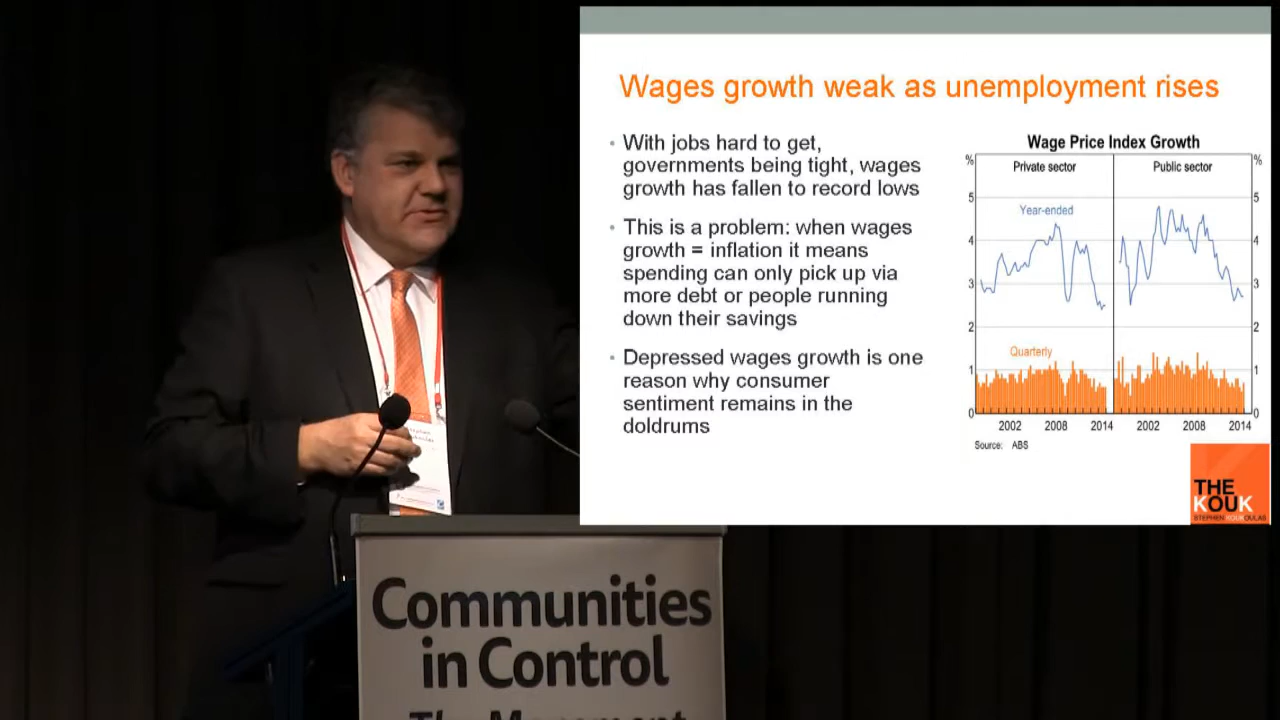 Wages growth weak as unemployment rises
• With jobs hard to get,
governments being tight, wages
growth has fallen to record lows
• This is a problem: when wages
growth = inflation it means
spending can only pick up via
more debt or people running
down their savings
• Depressed wages growth is one
reason why consumer
sentiment remains in the
doldrums
Wage Price Index Growth
% Private sector Public sector %
5 5
Year-ended
4 4
3 3
2 2
Quarterly
1 1
0 0
2002 2008 2014 2002 2008 2014
Source: ABS
THE
KOUK
STEPHEN KOUKOULAS
Communities
in Control
The Movement